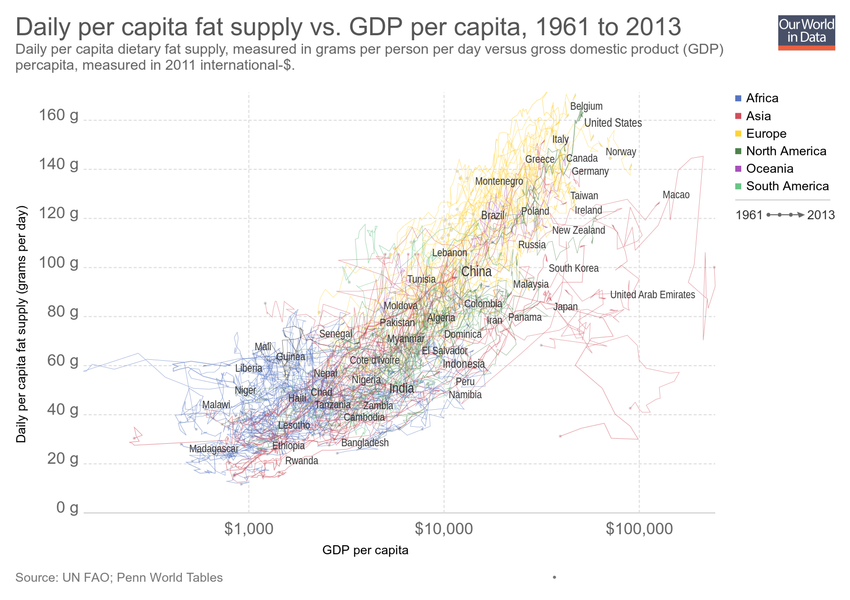 Daily per capita fat supply vs. GDP per capita, 1961 to 2013
Daily per capita dietary fat supply, measured in grams per person per day versus gross domestic product (GDP)
percapita, measured in 2011 international-$.
Our World
in Data
Africa
Asia
Europe
North America
Oceania
South America
1961
2013
Daily per capita fat supply (grams per day)
160 g
140 g
120 g
100 g
80 g
60 g
40 g
20 g
0 g
Belgium
United States
Italy
Norway
Greece
Canada
Germany
Montenegro
Taiwan
Macao
Brazil
Poland
Ireland
New Zealand
Russia
Lebanon
China
South Korea
Tunisia
Malaysia
United Arab Emirates
Moldova
Colombia
Japan
Pakistan
Algeria
Iran
Panama
Senegal
Myanmar
Dominica
Mali
Guinea
El Salvador
Cote d'Ivoire
Indonesia
Liberia
Nepal
Nigeria
India
Peru
Niger
Haiti
Chad
Namibia
Malawi
Tanzania
Zambia
Cambodia
Lesotho
Madagascar
Ethiopia
Bangladesh
Rwanda
$1,000
$10,000
$100,000
GDP per capita
Source: UN FAO; Penn World Tables